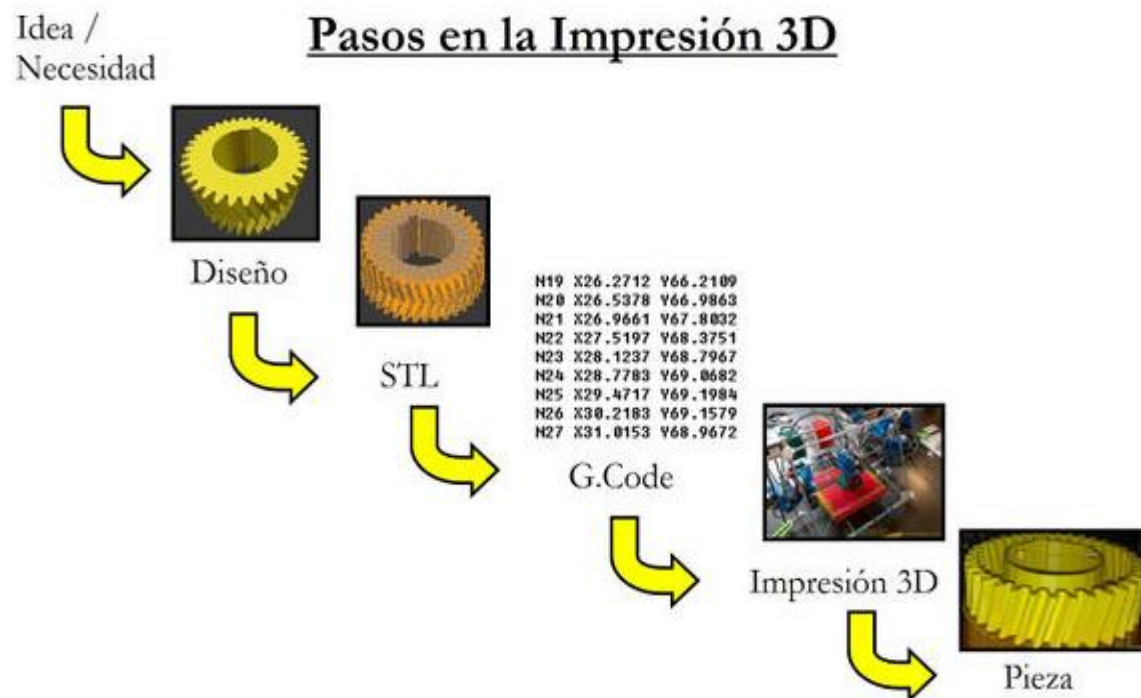 Idea /
Necesidad
Pasos en la Impresión 3D
Diseño
STL
N19 X26.2712 Y66.2109
N20 X26.5378 Y66.9863
N21 X26.9661 Y67.8032
N22 X27.5197 Y68.3751
N23 X28.1237 Y68.7967
N24 X28.7783 Y69.0682
N25 X29.4717 Y69.1984
N26 X30.2183 Y69.1579
N27 X31.0153 Y68.9672
G.Code
Impresión 3D
Pieza